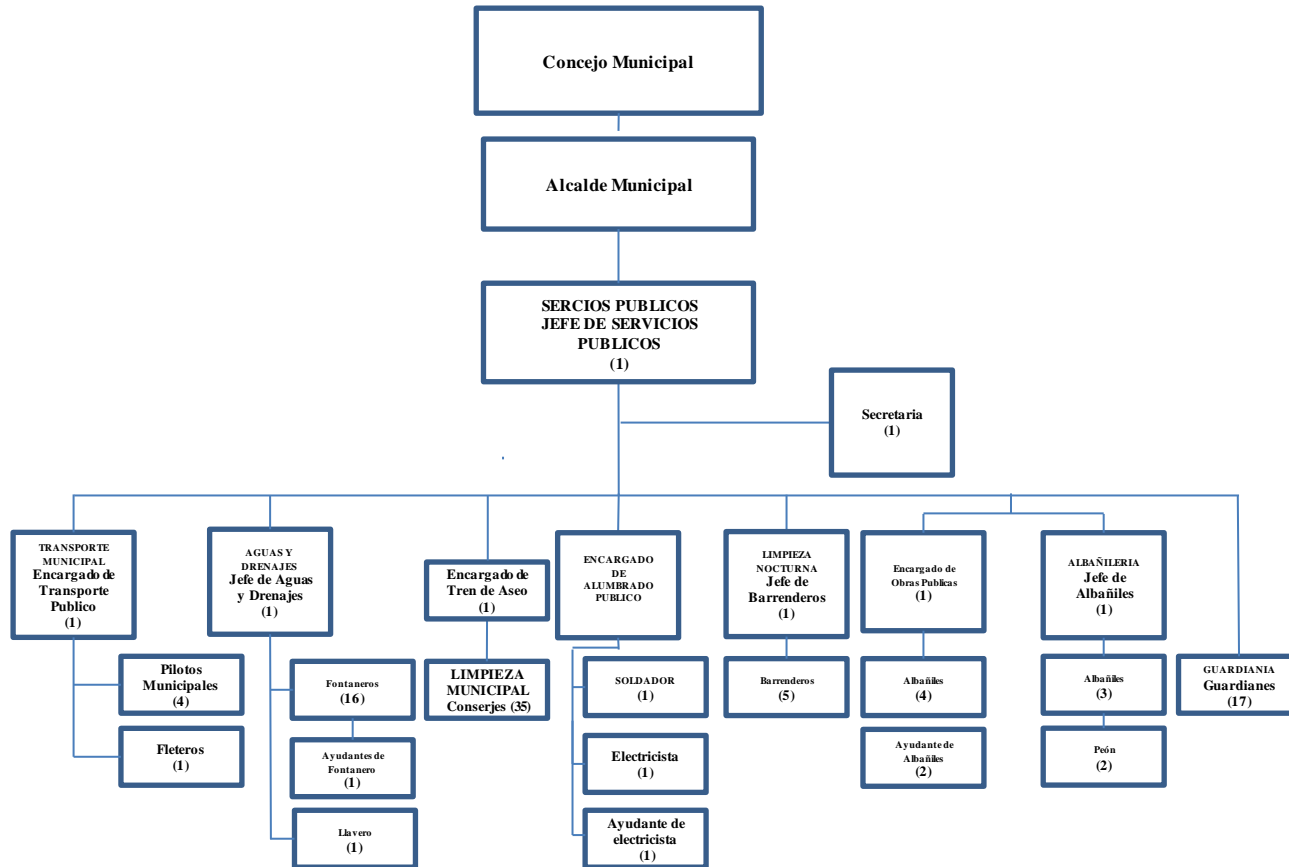 Concejo Municipal
Alcalde Municipal
SERCIOS PUBLICOS
JEFE DE SERVICIOS
PUBLICOS
(1)
Secretaria
(1)
TRANSPORTE
MUNICIPAL
Encargado de
Transporte
Publico
(1)
Pilotos
Municipales
(4)
Fleteros
(1)
AGUAS Y
DRENAJES
Jefe de Aguas
y Drenajes
(1)
Fontaneros
(16)
Ayudantes de
Fontanero
(1)
Llavero
(1)
Encargado de
Tren de Aseo
(1)
LIMPIEZA
MUNICIPAL
Conserjes (35)
ENCARGADO
DE
ALUMBRADO
PUBLICO
SOLDADOR
(1)
Electricista
(1)
Ayudante de
electricista
(1)
LIMPIEZA
NOCTURNA
Jefe de
Barrenderos
(1)
Barrenderos
(5)
Encargado de
Obras Publicas
(1)
Albañiles
(4)
Ayudante de
Albañiles
(2)
ALBAÑILERIA
Jefe de
Albañiles
(1)
Albañiles
(3)
Peón
(2)
GUARDIANIA
Guardianes
(17)